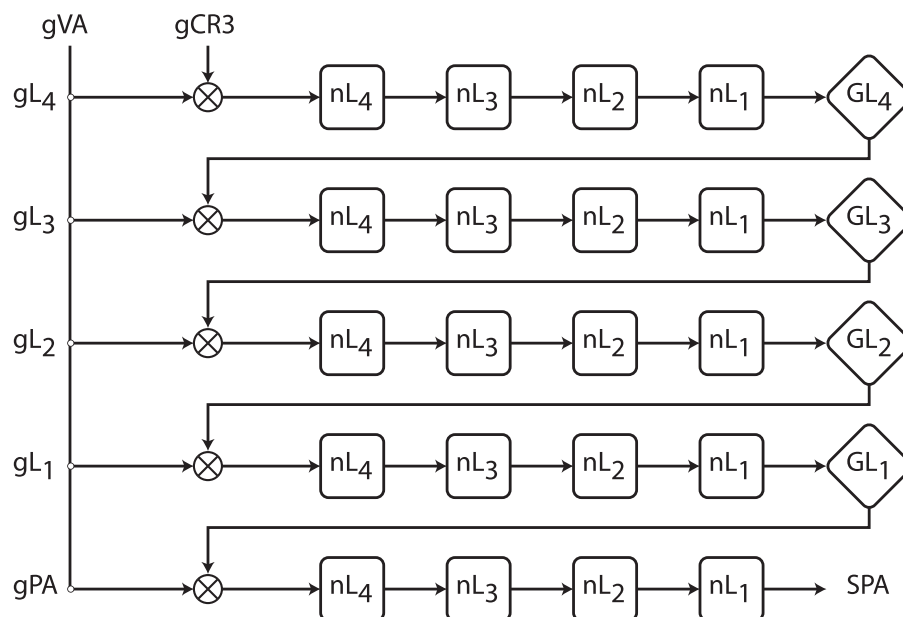 gVA gCR3
gL4 nL4 nL3 nL2 nL1 GL4
gL3 nL4 nL3 nL2 nL1 GL3
gL2 nL4 nL3 nL2 nL1 GL2
gL1 nL4 nL3 nL2 nL1 GL1
gPA nL4 nL3 nL2 nL1 SPA